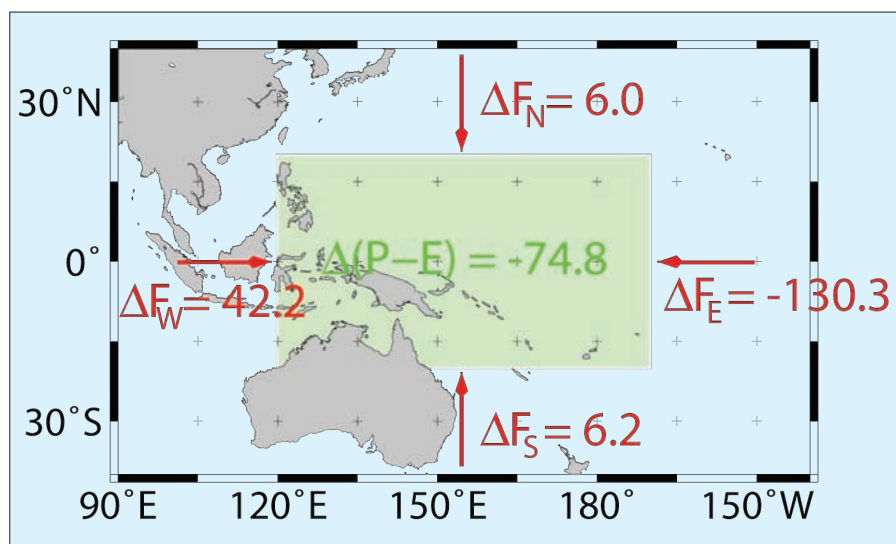 30°N
ΔF_N = 6.0
0°
Δ(P–E) = -74.8
ΔF_W = 42.2
ΔF_E = -130.3
30°S
ΔF_S = 6.2
90°E 120°E 150°E 180° 150°W